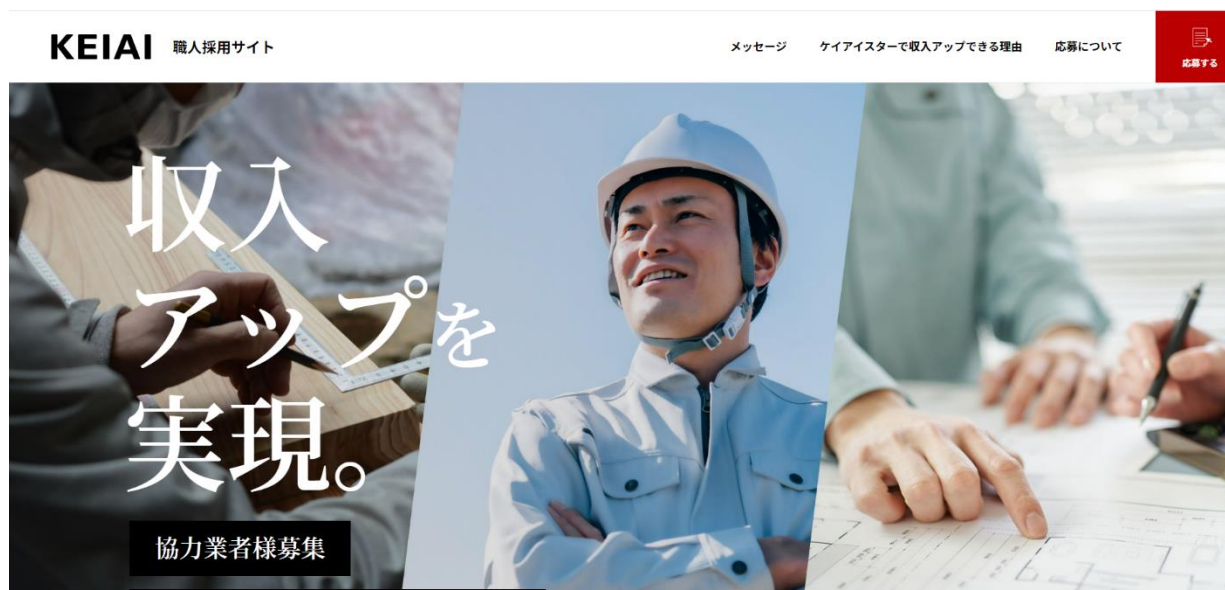 KEIAI 職人採用サイト
メッセージ
ケイアイスターで収入アップできる理由
応募について
応募する
収入
アップを
実現。
協力業者様募集